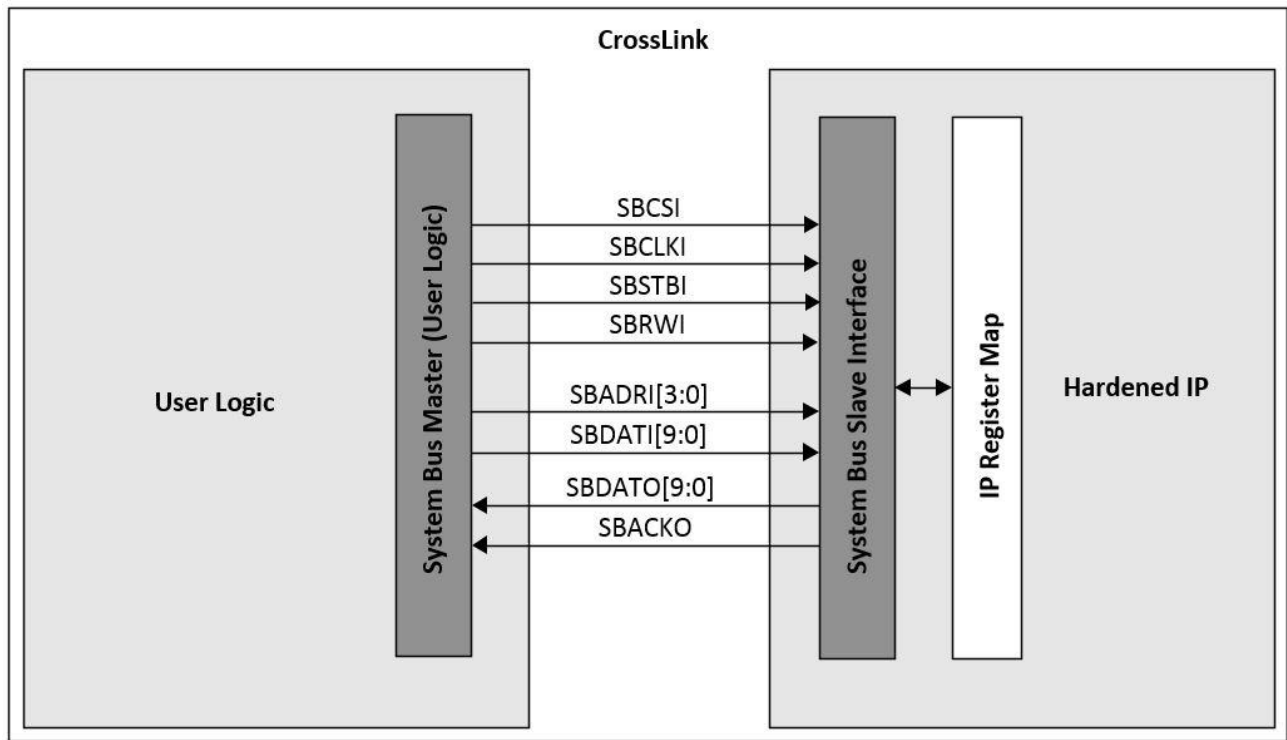 CrossLink
User Logic
System Bus Master (User Logic)
SBCSI
SBCLKI
SBSTBI
SBRWI
SBADRI[3:0]
SBDATI[9:0]
SBDATO[9:0]
SBACKO
System Bus Slave Interface
IP Register Map
Hardened IP